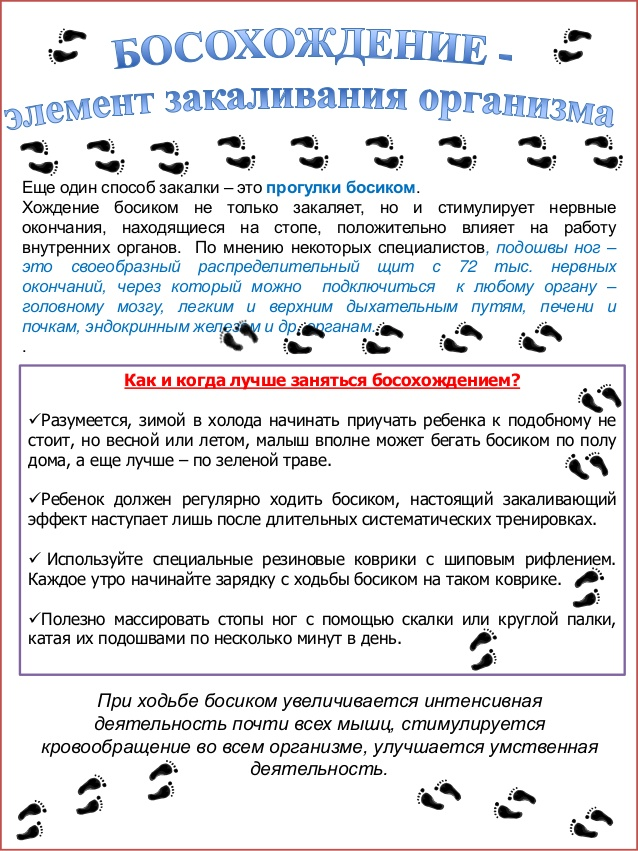 БОСОХОЖДЕНИЕ -
элемент закаливания организма
Еще один способ закалки – это прогулки босиком.
Хождение босиком не только закаляет, но и стимулирует нервные
окончания, находящиеся на стопе, положительно влияет на работу
внутренних органов. По мнению некоторых специалистов, подошвы ног –
это своеобразный распределительный щит с 72 тыс. нервных
окончаний, через который можно подключиться к любому органу –
головному мозгу, легким и верхним дыхательным путям, печени и
почкам, эндокринным железам и др. органам.
.
Как и когда лучше заняться босохождением?
✓Разумеется, зимой в холода начинать приучать ребенка к подобному не
стоит, но весной или летом, малыш вполне может бегать босиком по полу
дома, а еще лучше – по зеленой траве.
✓Ребенок должен регулярно ходить босиком, настоящий закаливающий
эффект наступает лишь после длительных систематических тренировках.
✓ Используйте специальные резиновые коврики с шиповым рифлением.
Каждое утро начинайте зарядку с ходьбы босиком на таком коврике.
✓Полезно массировать стопы ног с помощью скалки или круглой палки,
катая их подошвами по несколько минут в день.
При ходьбе босиком увеличивается интенсивная
деятельность почти всех мышц, стимулируется
кровообращение во всем организме, улучшается умственная
деятельность.